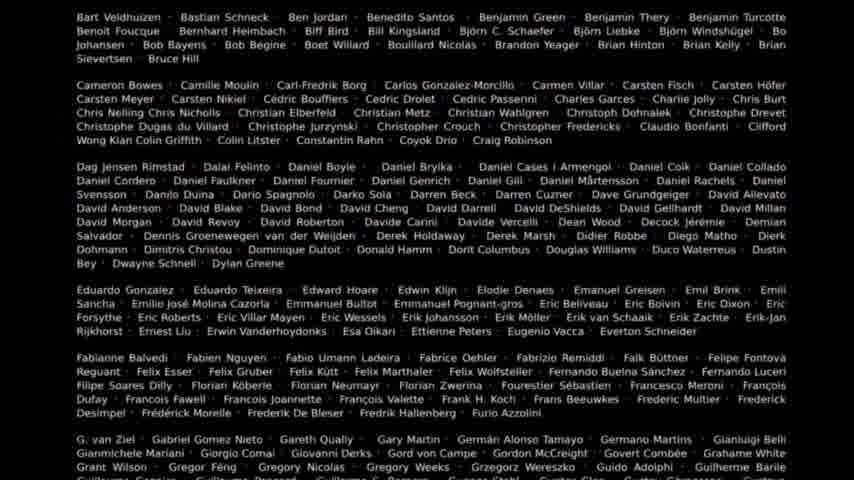 Bart Veldhuizen · Bastian Schneck · Ben Jordan · Benedito Santos · Benjamin Green · Benjamin Thery · Benjamin Turcotte
Benoit Foucque · Bernhard Heimbach · Biff Bird · Bill Kingsland · Björn C. Schaefer · Björn Liebke · Björn Windshügel · Bo
Johansen · Bob Bayens · Bob Begine · Boet Willard · Bouillard Nicolas · Brandon Yeager · Brian Hinton · Brian Kelly · Brian
Sievertsen · Bruce Hill
Cameron Bowes · Camille Moulin · Carl-Fredrik Borg · Carlos Gonzalez-Morcillo · Carmen Villar · Carsten Fisch · Carsten Höfer
Carsten Meyer · Carsten Nikiel · Cédric Bouffiers · Cedric Drolet · Cedric Passenni · Charles Garces · Charlie Jolly · Chris Burt
Chris Nelling Chris Nicholls · Christian Elberfeld · Christian Metz · Christian Wahlgren · Christoph Dohnalek · Christophe Drevet
Christophe Dugas du Villard · Christophe Jurzynski · Christopher Crouch · Christopher Fredericks · Claudio Bonfanti · Clifford
Wong Kian Colin Griffith · Colin Litster · Constantin Rahn · Coyok Drio · Craig Robinson
Dag Jensen Rimstad · Dalai Felinto · Daniel Boyle · Daniel Brylka · Daniel Cases i Armengol · Daniel Coik · Daniel Collado
Daniel Cordero · Daniel Faulkner · Daniel Fournier · Daniel Genrich · Daniel Gill · Daniel Mårtensson · Daniel Rachels · Daniel
Svensson · Danilo Duina · Dario Spagnolo · Darko Sola · Darren Beck · Darren Cuzner · Dave Grundgeiger · David Allevato
David Anderson · David Blake · David Bond · David Cheng · David Darrell · David DeShields · David Gellhardt · David Millan
David Morgan · David Revoy · David Roberton · Davide Carini · Davide Vercelli · Dean Wood · Decock Jérémie · Demian
Salvador · Dennis Groenewegen van der Weijden · Derek Holdaway · Derek Marsh · Didier Robbe · Diego Matho · Dierk
Dohmann · Dimitris Christou · Dominique Dutoit · Donald Hamm · Dorit Columbus · Douglas Williams · Duco Waterreus · Dustin
Bey · Dwayne Schnell · Dylan Greene
Eduardo Gonzalez · Eduardo Teixeira · Edward Hoare · Edwin Klijn · Elodie Denaes · Emanuel Greisen · Emil Brink · Emili
Sancha · Emilio José Molina Cazorla · Emmanuel Bultot · Emmanuel Pognant-gros · Eric Beliveau · Eric Boivin · Eric Dixon · Eric
Forsythe · Eric Roberts · Eric Villar Mayen · Eric Wessels · Erik Johansson · Erik Möller · Erik van Schaaik · Erik Zachte · Erik-Jan
Rijkhorst · Ernest Liu · Erwin Vanderhoydonks · Esa Oikari · Ettienne Peters · Eugenio Vacca · Everton Schneider
Fabianne Balvedi · Fabien Nguyen · Fabio Umann Ladeira · Fabrice Oehler · Fabrizio Remiddi · Falk Büttner · Felipe Fontova
Reguant · Felix Esser · Felix Gruber · Felix Kütt · Felix Marthaler · Felix Wolfsteller · Fernando Buelna Sánchez · Fernando Luceri
Filipe Soares Dilly · Florian Köberle · Florian Neumayr · Florian Zwerina · Fourestier Sébastien · Francesco Meroni · François
Dufay · Francois Fawell · Francois Joannette · François Valette · Frank H. Koch · Frans Beeuwkes · Frederic Multier · Frederick
Desimpel · Frédérick Morelle · Frederik De Bleser · Fredrik Hallenberg · Furio Azzolini
G. van Ziel · Gabriel Gomez Nieto · Gareth Qually · Gary Martin · Germán Alonso Tamayo · Germano Martins · Gianluigi Belli
Gianmichele Mariani · Giorgio Comai · Giovanni Derks · Gord von Campe · Gordon McCreight · Govert Combée · Grahame White
Grant Wilson · Gregor Féng · Gregory Nicolas · Gregory Weeks · Grzegorz Wereszko · Guido Adolphi · Guilherme Barile